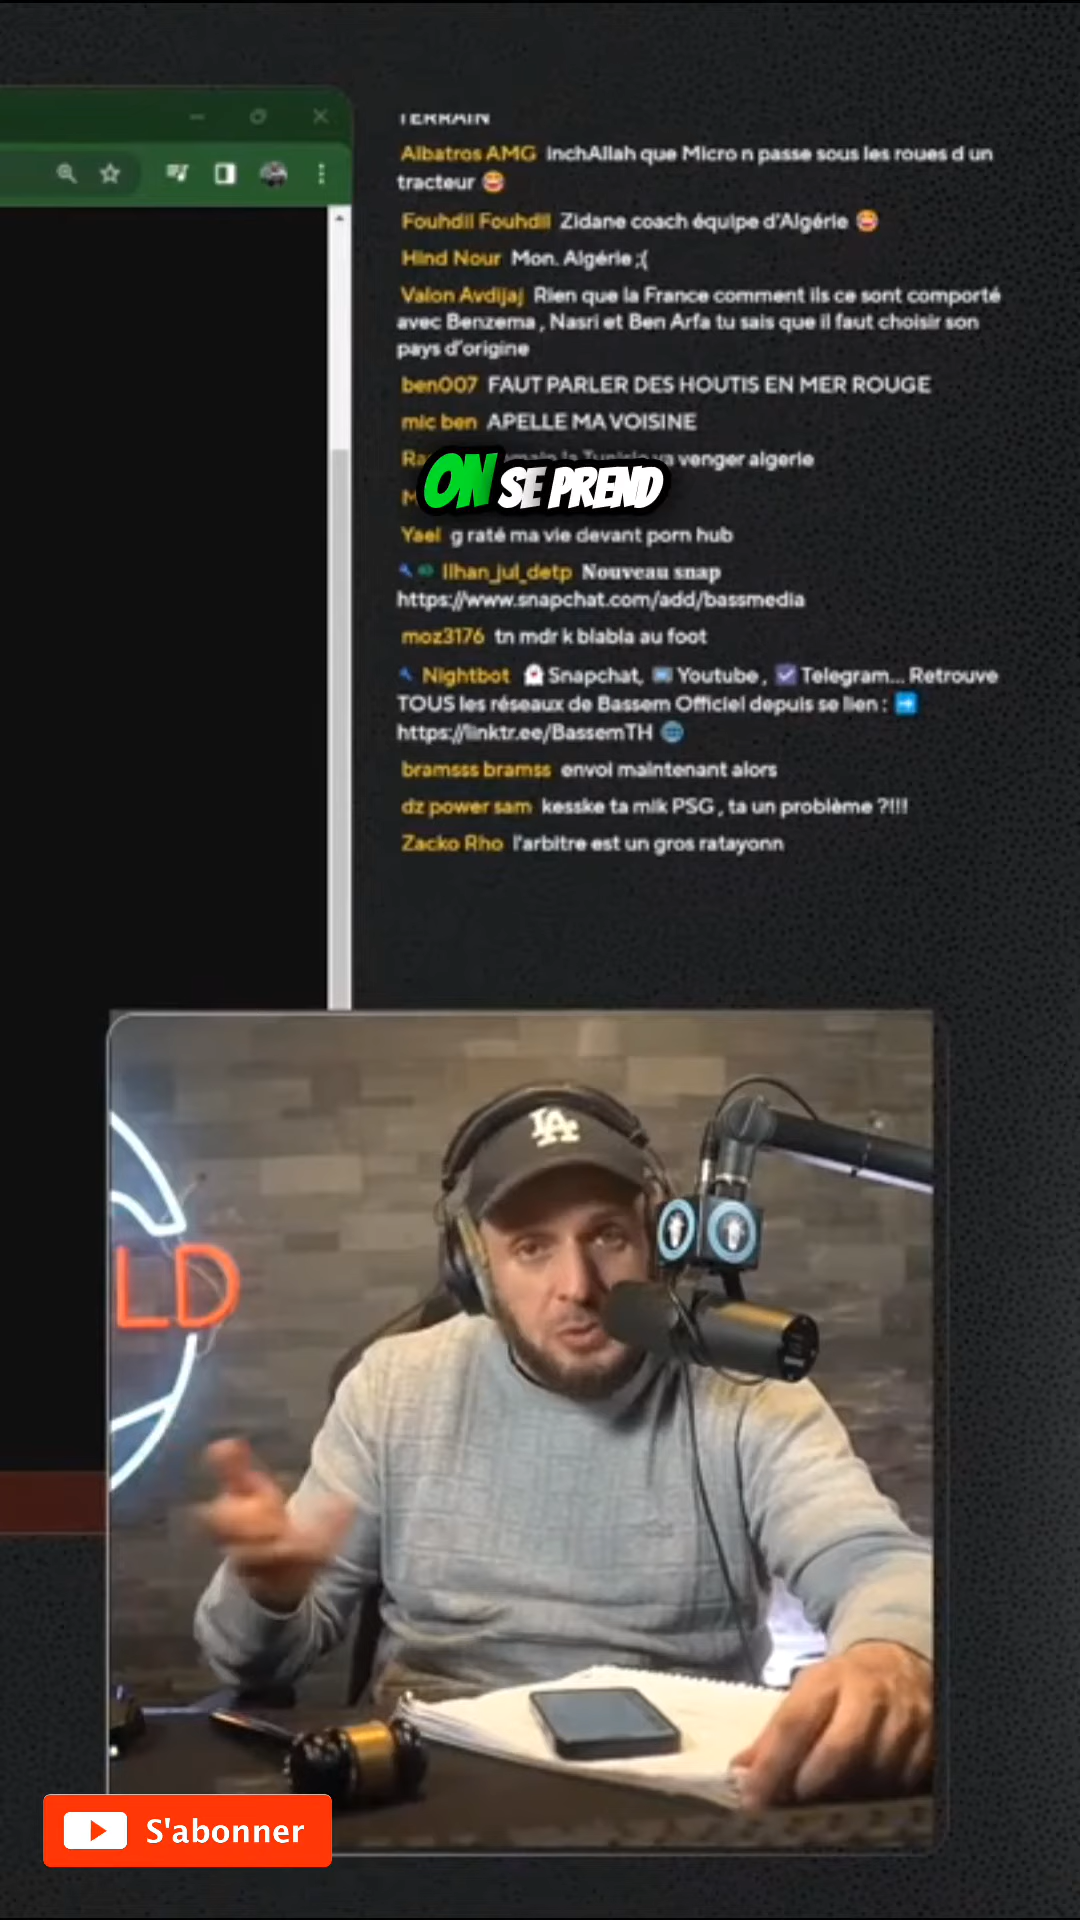 TERRAIN
Albatros AMG InchAllah que Micron passe sous les roues d un
tracteur
Fouhdil Fouhdil Zidane coach équipe d'Algérie
Hind Nour Mon. Algérie ;(
Valon Avdijaj Rien que la France comment ils ce sont comporté
avec Benzema , Nasri et Ben Arfa tu sais que il faut choisir son
pays d'origine
ben007 FAUT PARLER DES HOUTIS EN MER ROUGE
mic ben APELLE MA VOISINE
la Tunisie va venger algerie
ON SE PREND
Yael g raté ma vie devant porn hub
Ilhan_jul_detp Nouveau snap
https://www.snapchat.com/add/bassmedia
moz3176 tn mdr k blabla au foot
Nightbot Snapchat, Youtube , Telegram... Retrouve
TOUS les réseaux de Bassem Officiel depuis se lien :
https://linktr.ee/BassemTH
bramsss bramss envoi maintenant alors
dz power sam kesske ta mik PSG , ta un problème ?!!!
Zacko Rho l'arbitre est un gros ratayonn
LA
LD
S'abonner